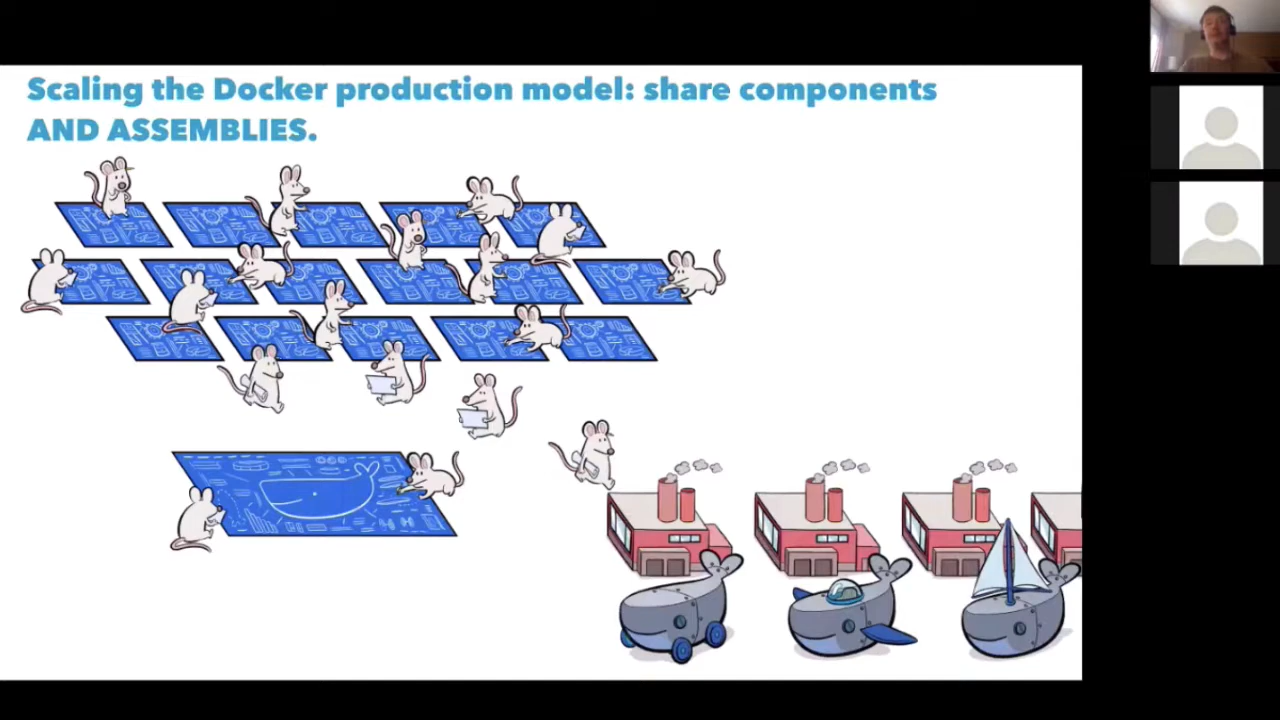 Scaling the Docker production model: share components
AND ASSEMBLIES.